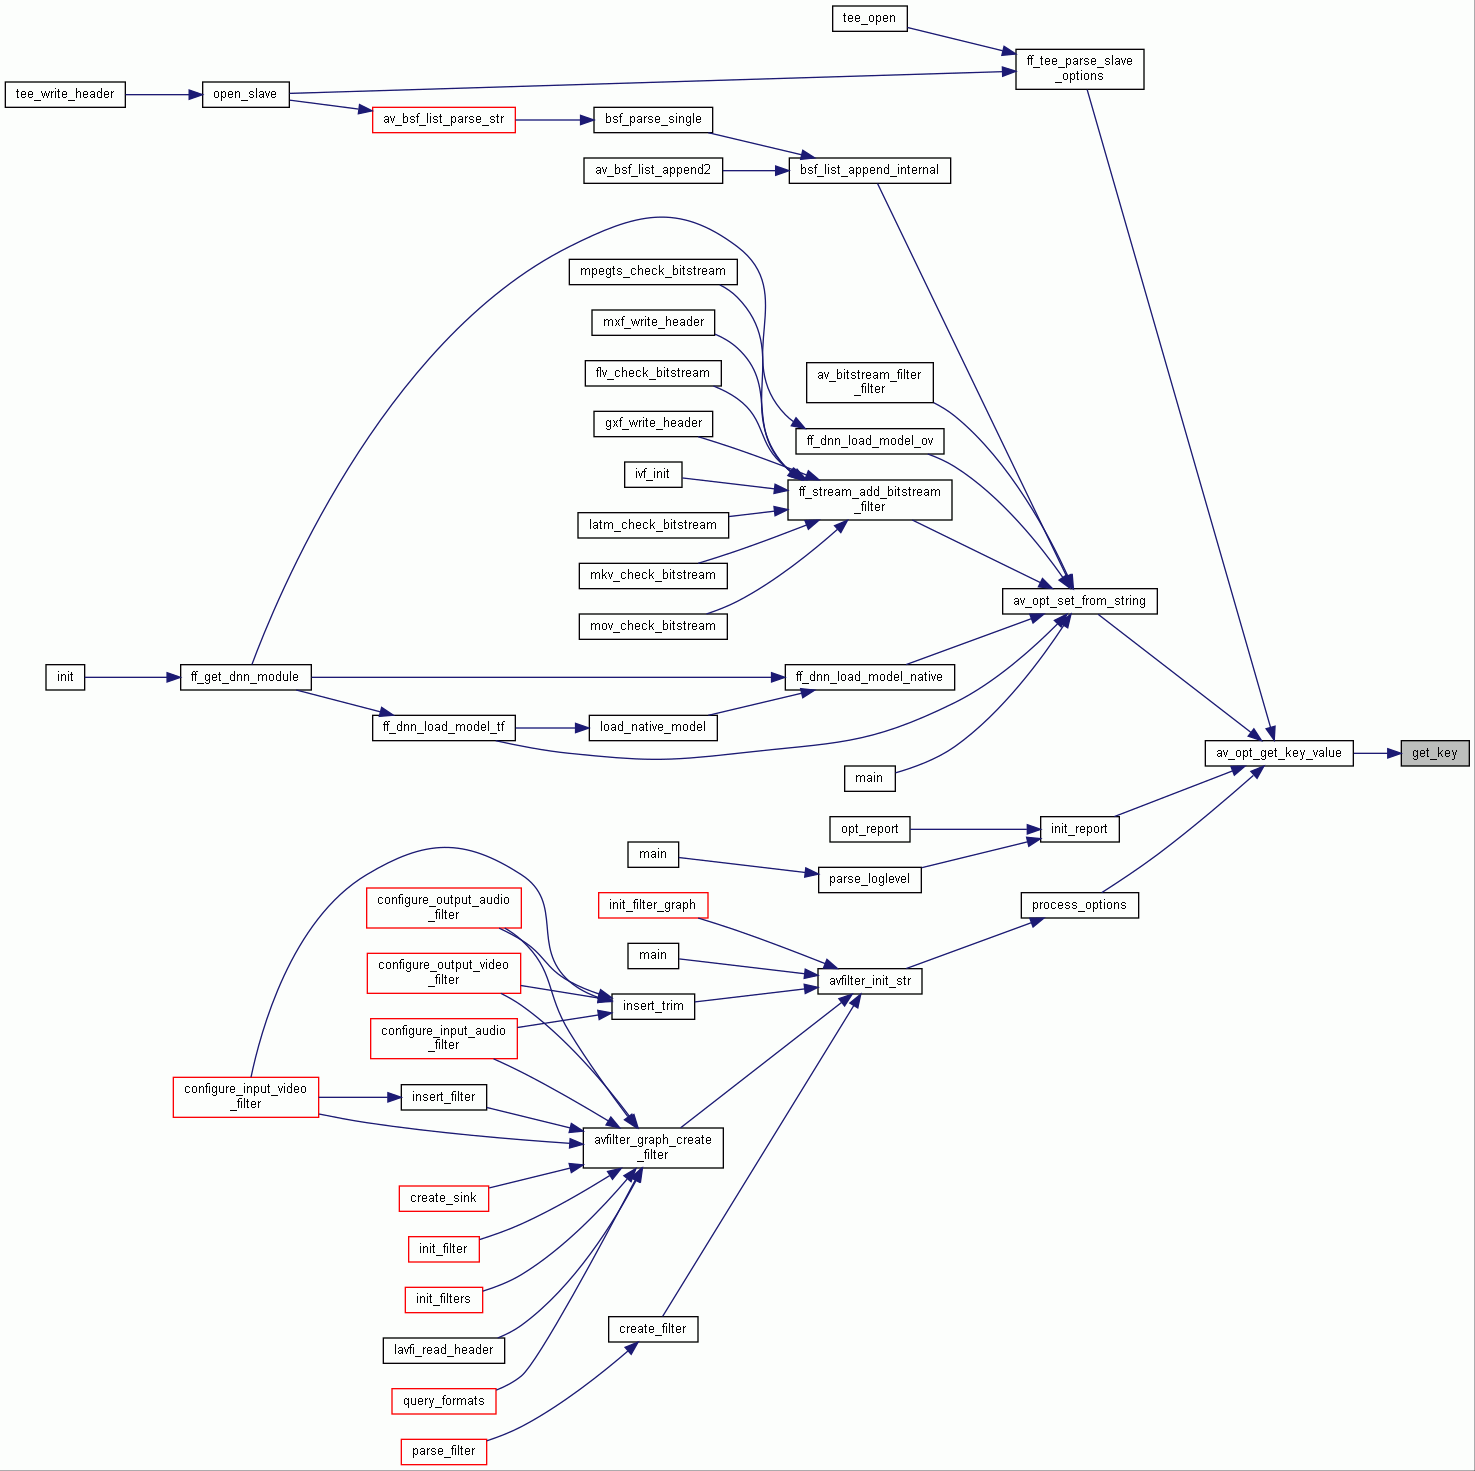 tee_open
ff_tee_parse_slave
_options
tee_write_header
open_slave
av_bsf_list_parse_str
bsf_parse_single
av_bsf_list_append2
bsf_list_append_internal
mpegts_check_bitstream
mxf_write_header
flv_check_bitstream
av_bitstream_filter
_filter
gxf_write_header
ff_dnn_load_model_ov
ivf_init
ff_stream_add_bitstream
_filter
latm_check_bitstream
mkv_check_bitstream
av_opt_set_from_string
mov_check_bitstream
init
ff_get_dnn_module
ff_dnn_load_model_native
ff_dnn_load_model_tf
load_native_model
av_opt_get_key_value
get_key
main
opt_report
init_report
main
parse_loglevel
configure_output_audio
_filter
init_filter_graph
process_options
main
configure_output_video
_filter
avfilter_init_str
insert_trim
configure_input_audio
_filter
configure_input_video
_filter
insert_filter
avfilter_graph_create
_filter
create_sink
init_filter
init_filters
create_filter
lavfi_read_header
query_formats
parse_filter